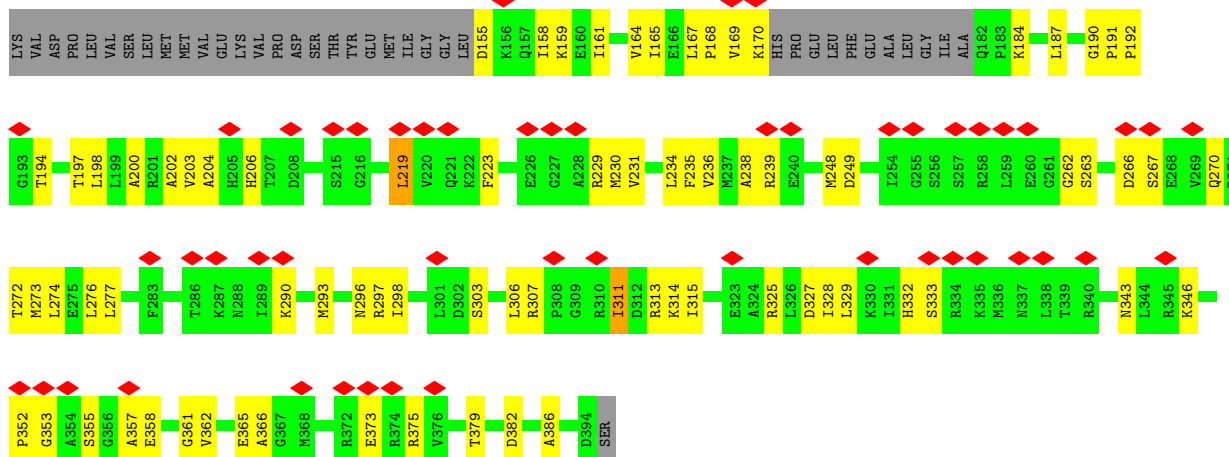 LYS VAL ASP PRO LEU VAL SER LEU MET MET VAL GLU LYS VAL PRO ASP SER THR TYR GLU MET ILE GLY GLY LEU D155 K156 Q157 I158 K159 E160 I161 V164 I165 E166 L167 P168 V169 K170 HIS PRO GLU LEU PHE GLU ALA LEU GLY ILE ALA Q182 P183 K184 L187 G190 P191 P192
G193 T194 T197 L198 L199 A200 R201 A202 V203 A204 H205 H206 T207 D208 S215 G216 L219 V220 Q221 K222 F223 E226 G227 A228 R229 M230 V231 L234 F235 V236 M237 A238 R239 E240 M248 D249 I254 G255 S256 S257 R258 L259 E260 G261 G262 S263 D266 S267 E268 V269 Q270
T272 M273 L274 E275 L276 L277 F283 T286 K287 N288 I289 K290 M293 N296 R297 I298 L301 D302 S303 L306 R307 P308 G309 R310 I311 D312 R313 K314 I315 E323 A324 R325 L326 D327 I328 L329 K330 I331 H332 S333 R334 K335 M336 N337 L338 T339 R340 N343 L344 R345 K346
P352 G353 A354 S355 G356 A357 E358 G361 V362 E365 A366 G367 M368 R372 E373 R374 R375 V376 T379 D382 A386 D394 SER